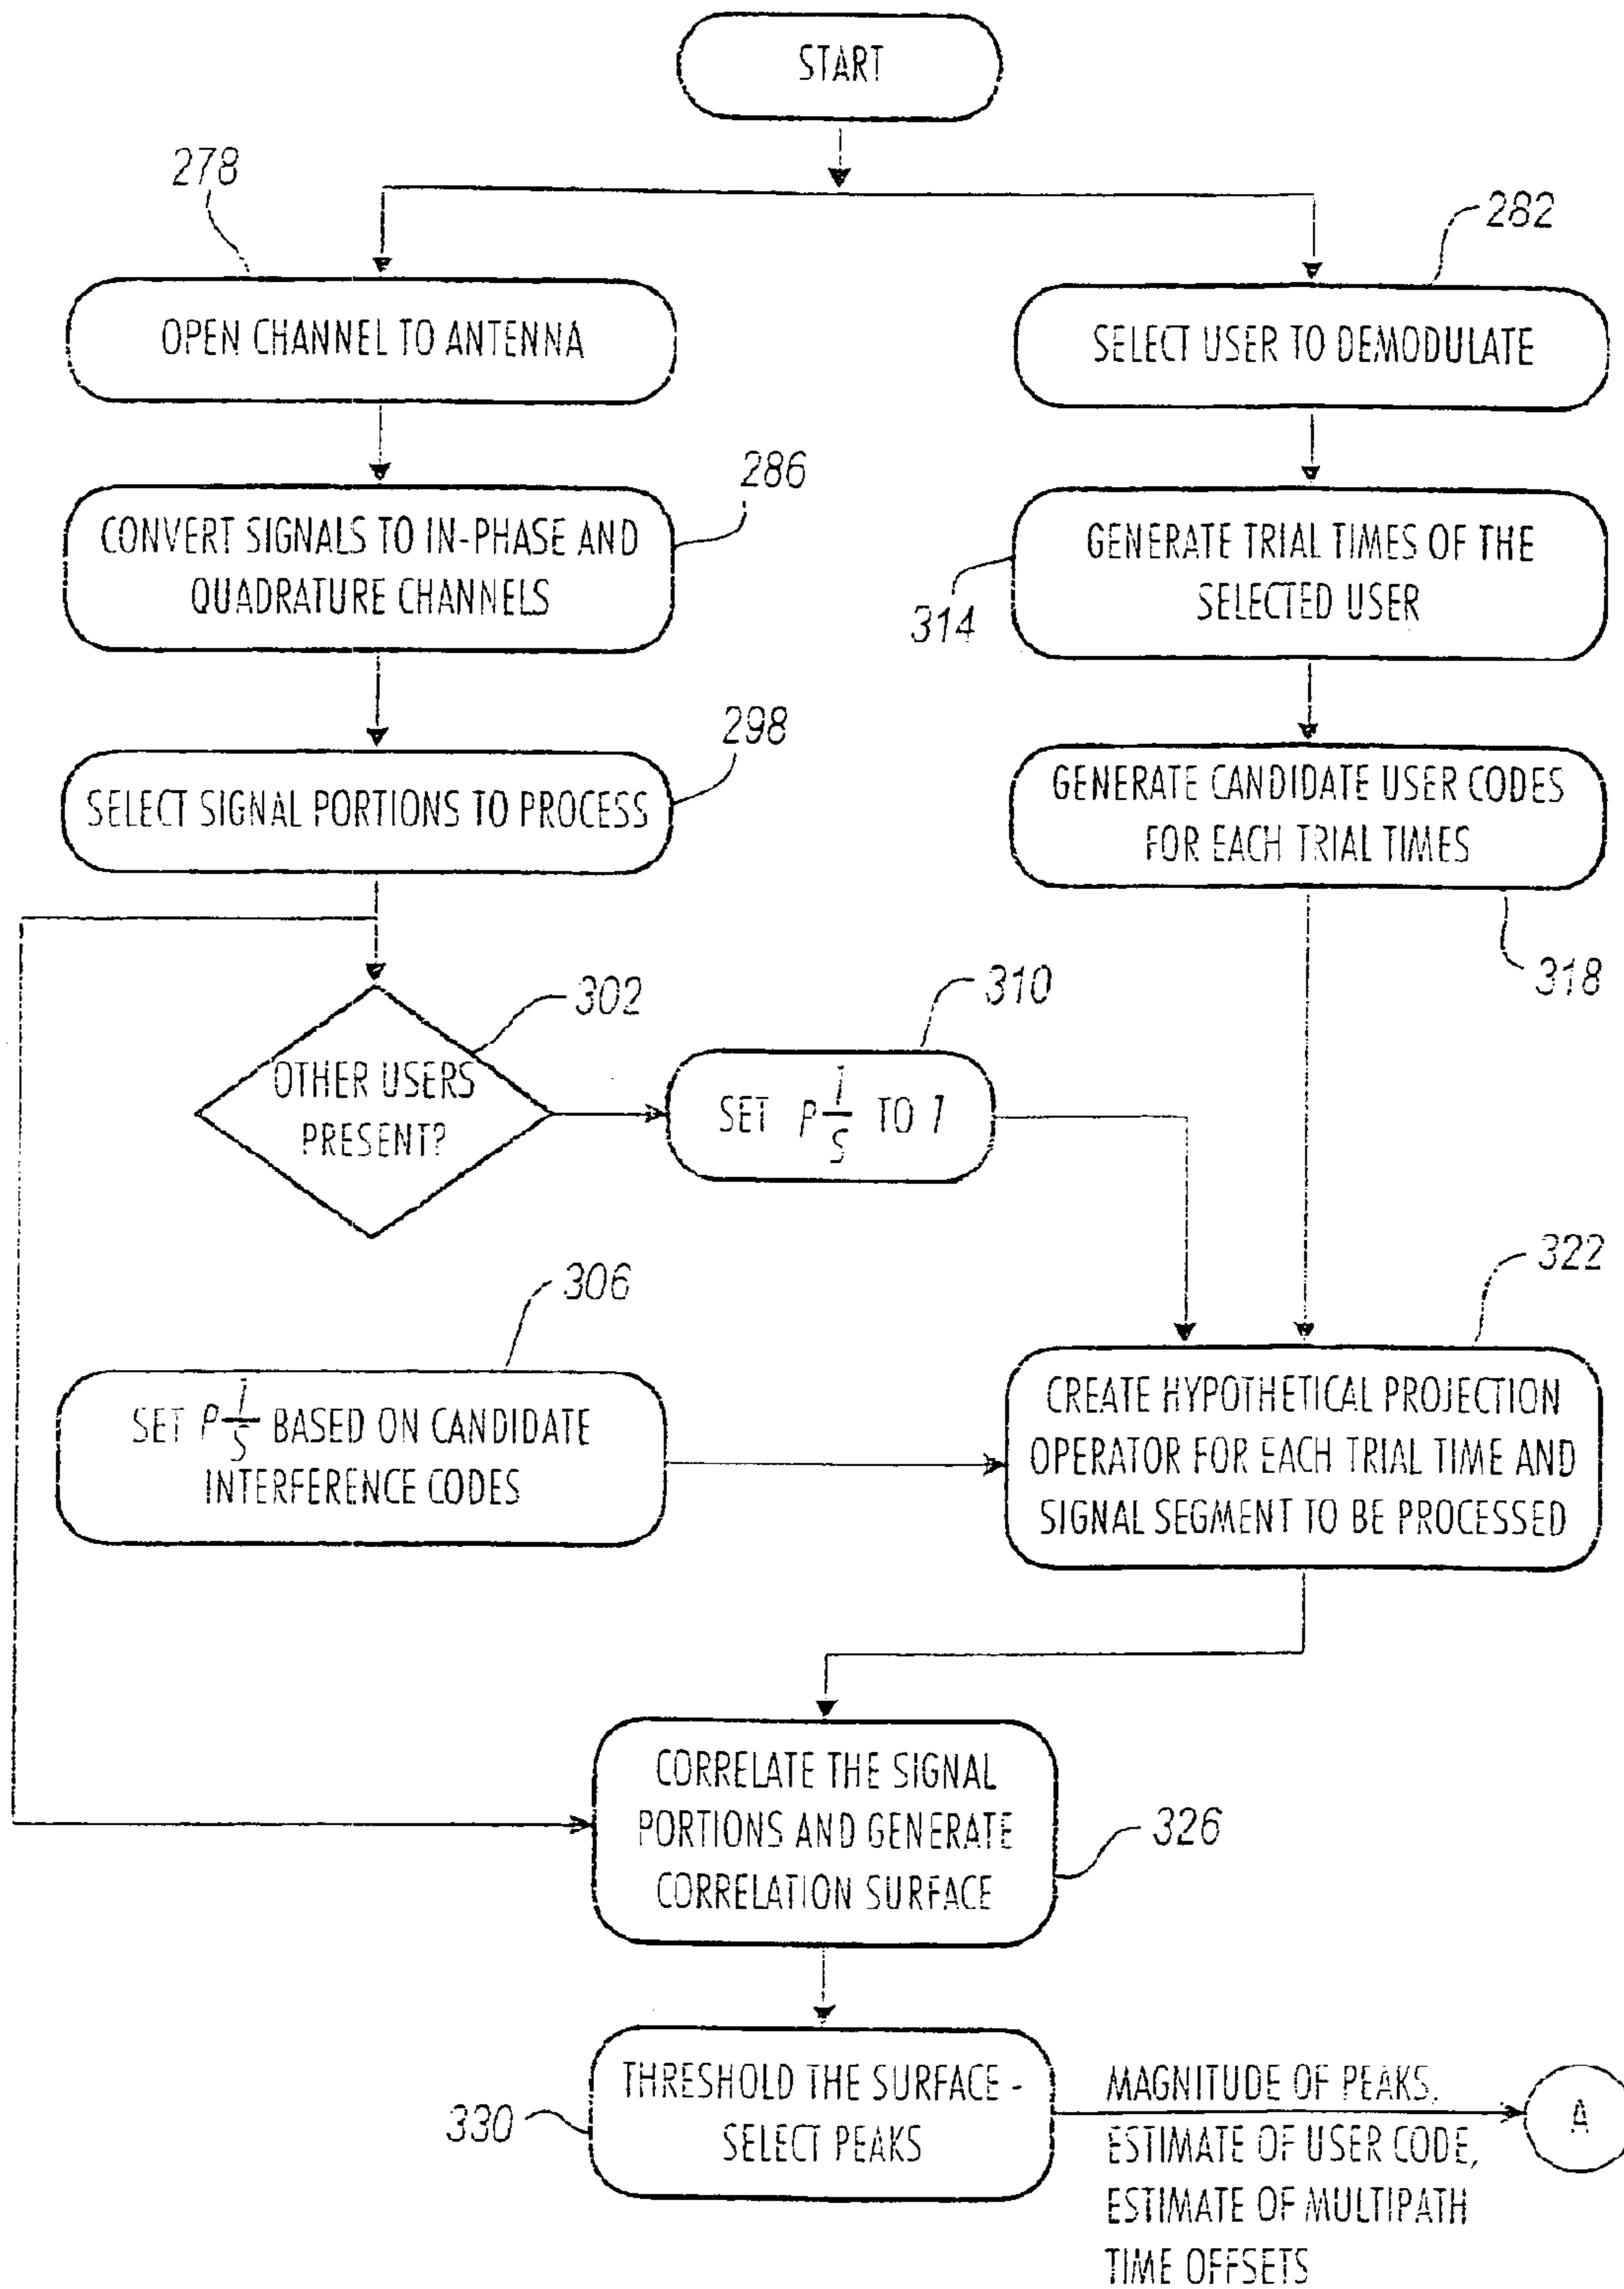 START
278
282
OPEN CHANNEL TO ANTENNA
SELECT USER TO DEMODULATE
286
CONVERT SIGNALS TO IN-PHASE AND
QUADRATURE CHANNELS
GENERATE TRIAL TIMES OF THE
SELECTED USER
314
298
SELECT SIGNAL PORTIONS TO PROCESS
GENERATE CANDIDATE USER CODES
FOR EACH TRIAL TIMES
318
302
OTHER USERS
PRESENT?
310
SET P⊥/S TO 1
306
SET P⊥/S BASED ON CANDIDATE
INTERFERENCE CODES
322
CREATE HYPOTHETICAL PROJECTION
OPERATOR FOR EACH TRIAL TIME AND
SIGNAL SEGMENT TO BE PROCESSED
CORRELATE THE SIGNAL
PORTIONS AND GENERATE
CORRELATION SURFACE
326
THRESHOLD THE SURFACE -
SELECT PEAKS
330
MAGNITUDE OF PEAKS.
ESTIMATE OF USER CODE,
ESTIMATE OF MULTIPATH
TIME OFFSETS
A